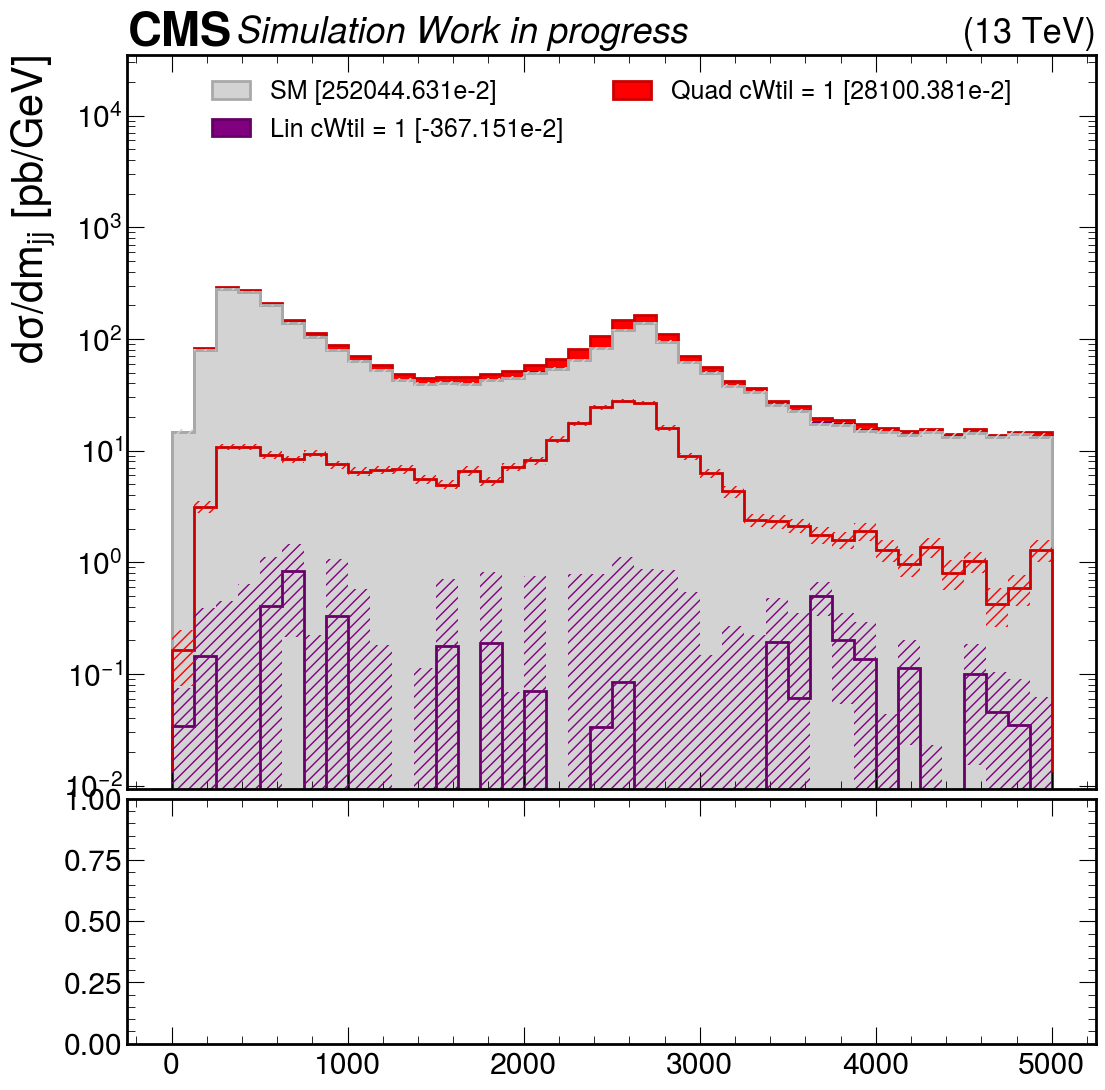 CMS Simulation Work in progress (13 TeV)
dσ/dm_jj [pb/GeV]
SM [252044.631e-2]
Quad cWtil = 1 [28100.381e-2]
Lin cWtil = 1 [-367.151e-2]
10^4
10^3
10^2
10^1
10^0
10^−1
10^−2
1.00
0.75
0.50
0.25
0.00
0 1000 2000 3000 4000 5000